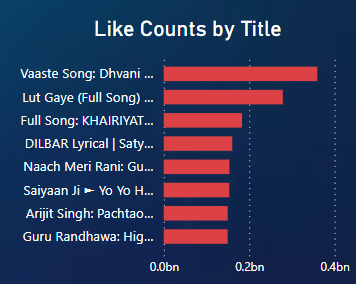 Like Counts by Title
Vaaste Song: Dhvani ...
Lut Gaye (Full Song) ...
Full Song: KHAIRIYAT...
DILBAR Lyrical | Saty...
Naach Meri Rani: Gu...
Saiyaan Ji ► Yo Yo H...
Arijit Singh: Pachtao...
Guru Randhawa: Hig...
0.0bn 0.2bn 0.4bn